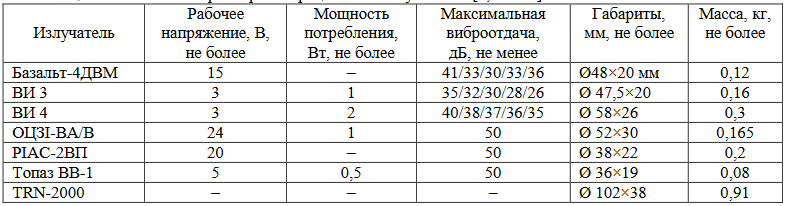 Излучатель | Рабочее напряжение, В, не более | Мощность потребления, Вт, не более | Максимальная виброотдача, дБ, не менее | Габариты, мм, не более | Масса, кг, не более
Базальт-4ДВМ | 15 | – | 41/33/30/33/36 | Ø48×20 мм | 0,12
ВИ 3 | 3 | 1 | 35/32/30/28/26 | Ø 47,5×20 | 0,16
ВИ 4 | 3 | 2 | 40/38/37/36/35 | Ø 58×26 | 0,3
ОЦЗІ-ВА/В | 24 | 1 | 50 | Ø 52×30 | 0,165
РІАС-2ВП | 20 | – | 50 | Ø 38×22 | 0,2
Топаз ВВ-1 | 5 | 0,5 | 50 | Ø 36×19 | 0,08
TRN-2000 | – | – | – | Ø 102×38 | 0,91